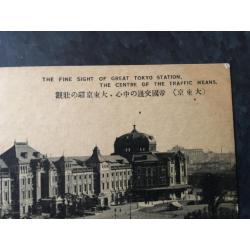 THE FINE SIGHT OF GREAT TOKYO STATION,
THE CENTRE OF THE TRAFFIC MEANS.
觀壯の驛京東大、心中の通交國帝 (京東大)